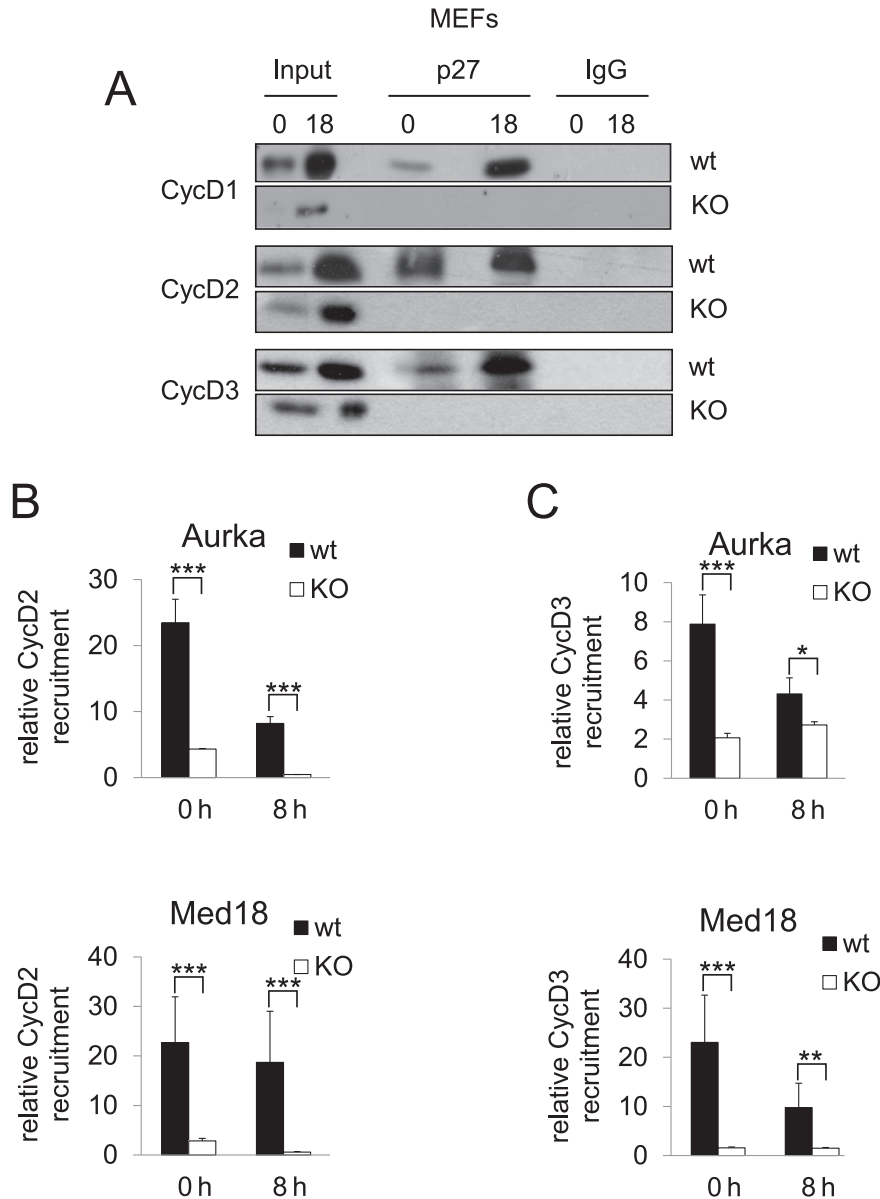 MEFs
A
Input p27 IgG
0 18 0 18 0 18
CycD1
wt
KO
CycD2
wt
KO
CycD3
wt
KO
B
Aurka
wt
KO
relative CycD2
recruitment
30
20
10
0
***
***
0 h 8 h
Med18
wt
KO
relative CycD2
recruitment
40
30
20
10
0
***
***
0 h 8 h
C
Aurka
wt
KO
relative CycD3
recruitment
10
8
6
4
2
0
***
*
0 h 8 h
Med18
wt
KO
relative CycD3
recruitment
40
30
20
10
0
***
**
0 h 8 h